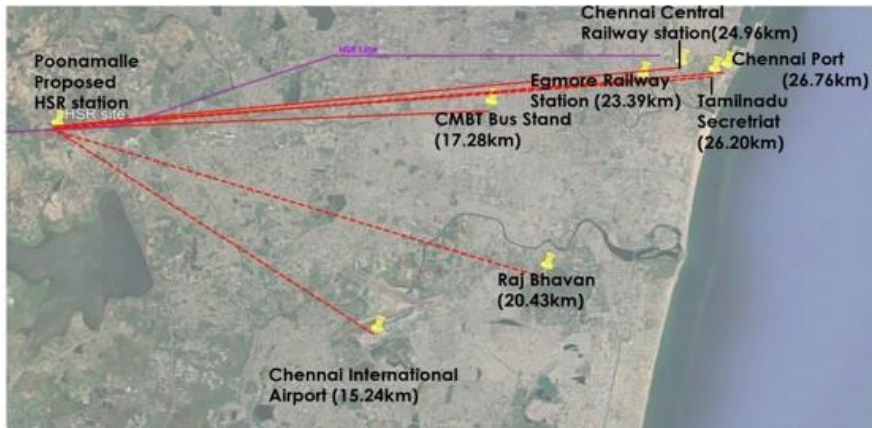 Chennai Central
Railway station(24.96km)
Poonamalle
Proposed
HSR station
HSR Line
Chennai Port
(26.76km)
Egmore Railway
Station (23.39km)
HSR site
CMBT Bus Stand
(17.28km)
Tamilnadu
Secretriat
(26.20km)
Raj Bhavan
(20.43km)
Chennai International
Airport (15.24km)